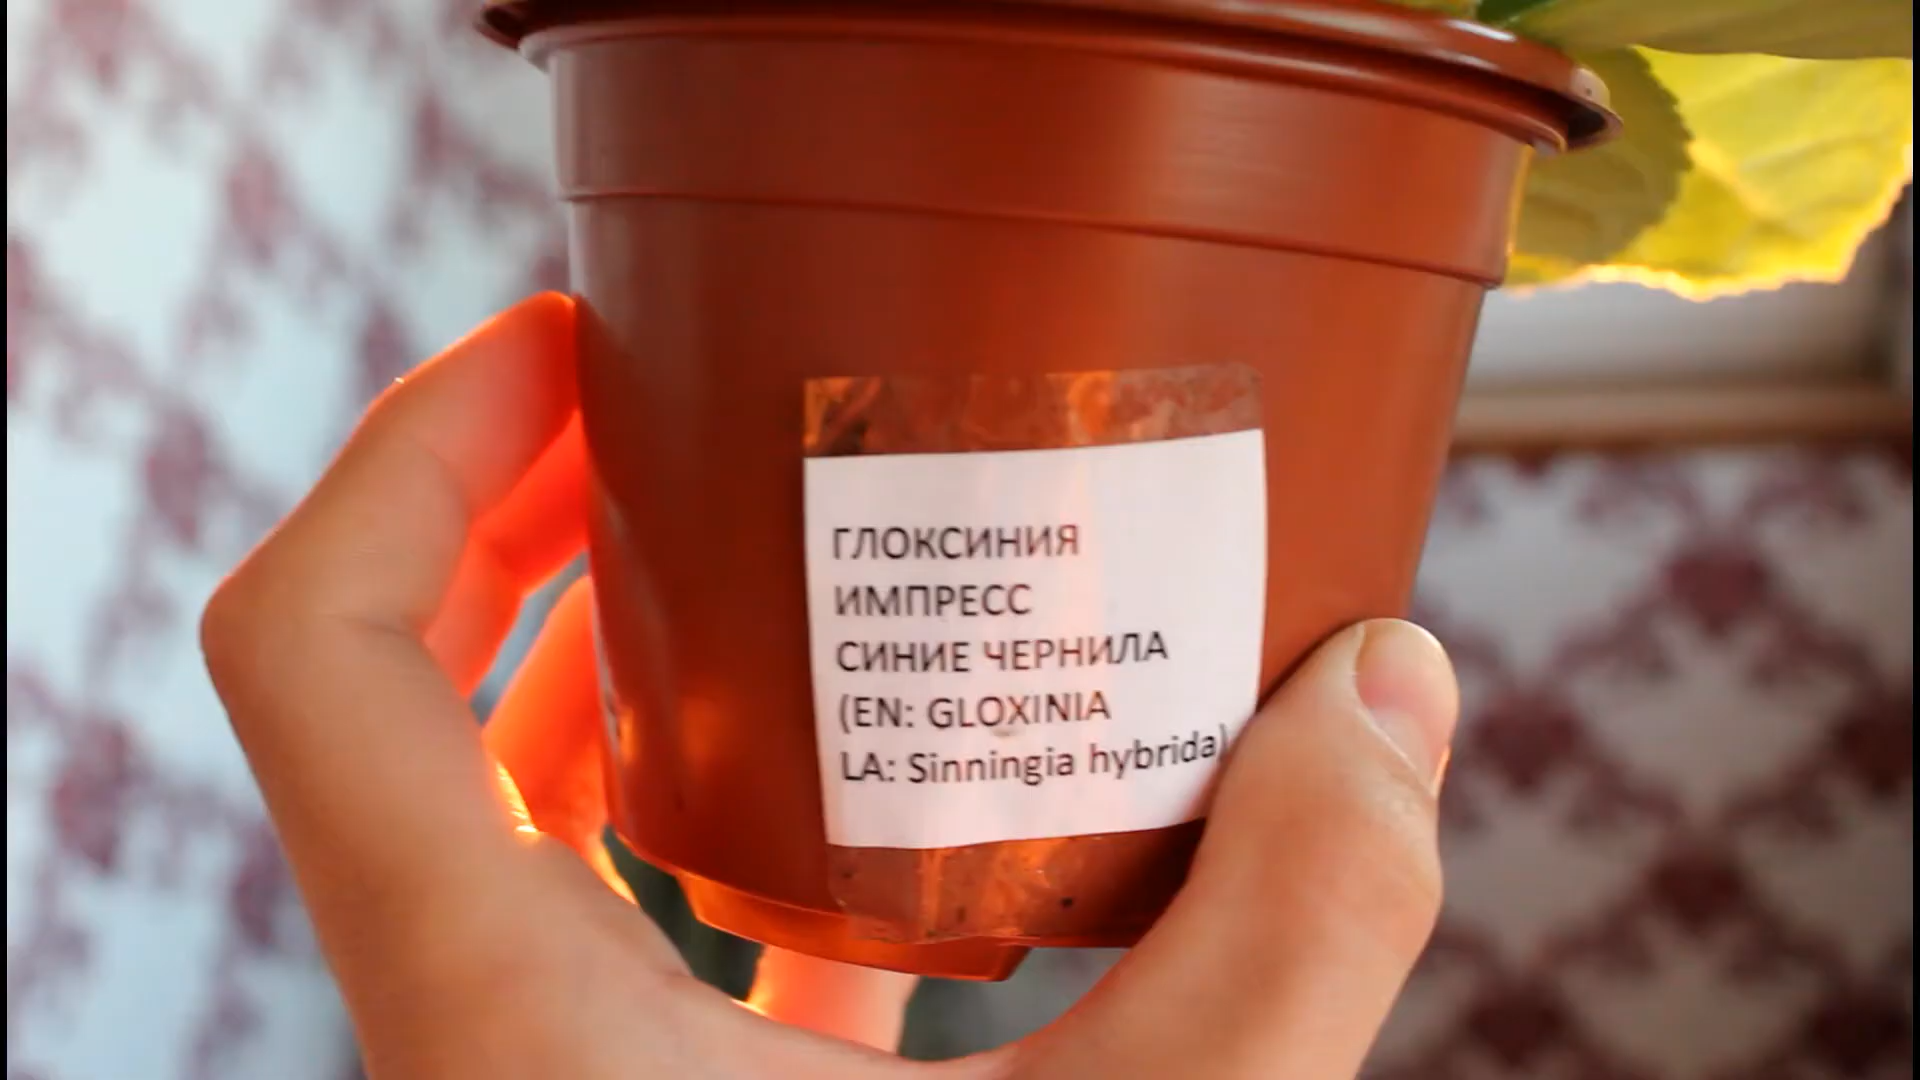 ГЛОКСИНИЯ
ИМПРЕСС
СИНИЕ ЧЕРНИЛА
(EN: GLOXINIA
LA: Sinningia hybrida)